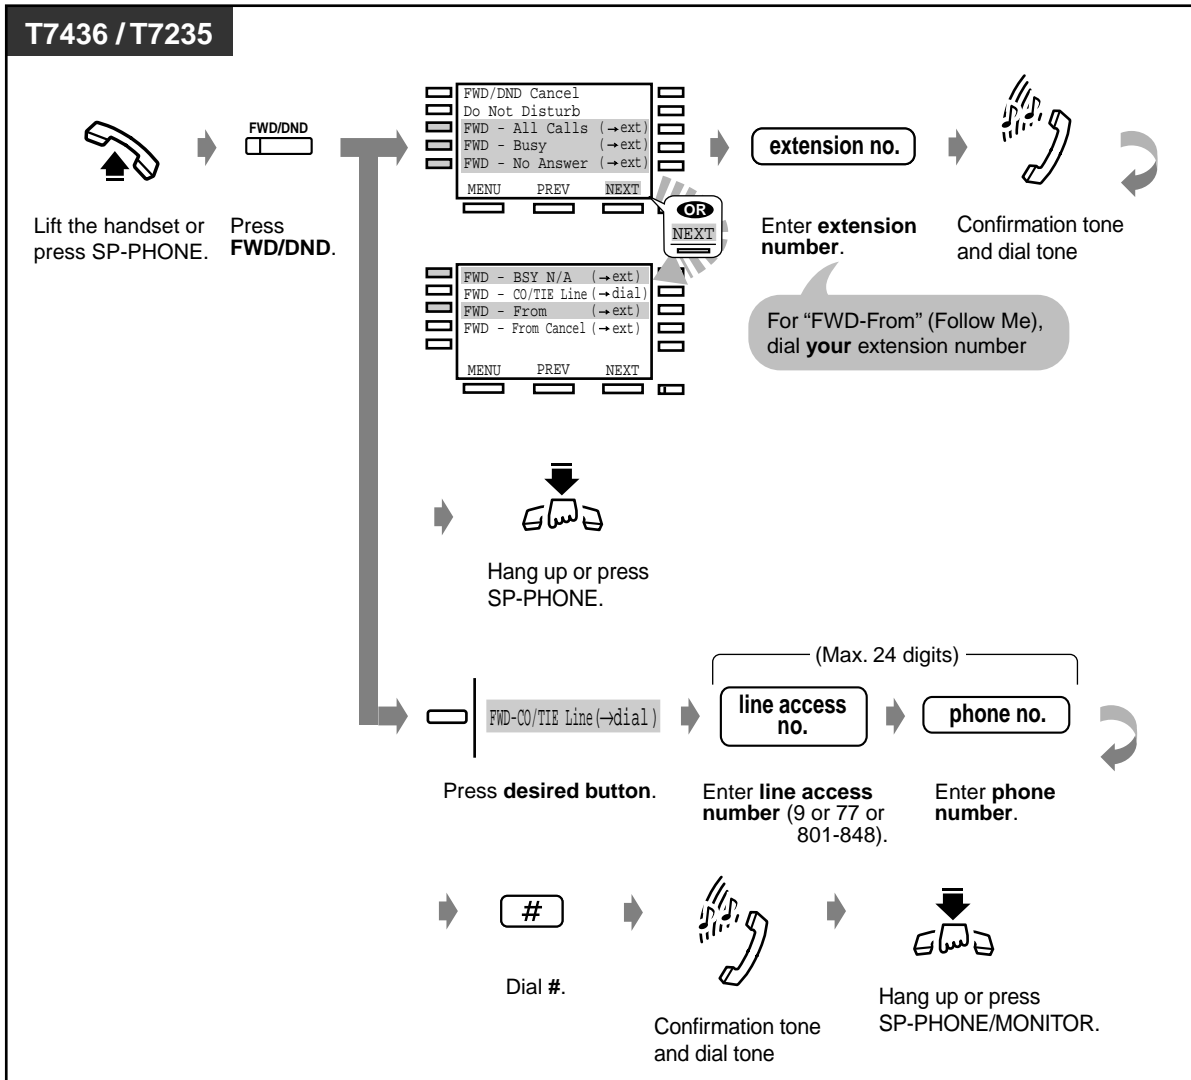 T7436 / T7235
FWD/DND
Lift the handset or
press SP-PHONE.
Press
FWD/DND.
FWD/DND Cancel
Do Not Disturb
FWD - All Calls (→ext)
FWD - Busy (→ext)
FWD - No Answer (→ext)
MENU PREV NEXT
OR
NEXT
FWD - BSY N/A (→ext)
FWD - CO/TIE Line (→dial)
FWD - From (→ext)
FWD - From Cancel (→ext)
MENU PREV NEXT
extension no.
Enter extension
number.
Confirmation tone
and dial tone
For “FWD-From” (Follow Me),
dial your extension number
Hang up or press
SP-PHONE.
FWD-CO/TIE Line(→dial)
Press desired button.
(Max. 24 digits)
line access
no.
Enter line access
number (9 or 77 or
801-848).
phone no.
Enter phone
number.
#
Dial #.
Confirmation tone
and dial tone
Hang up or press
SP-PHONE/MONITOR.